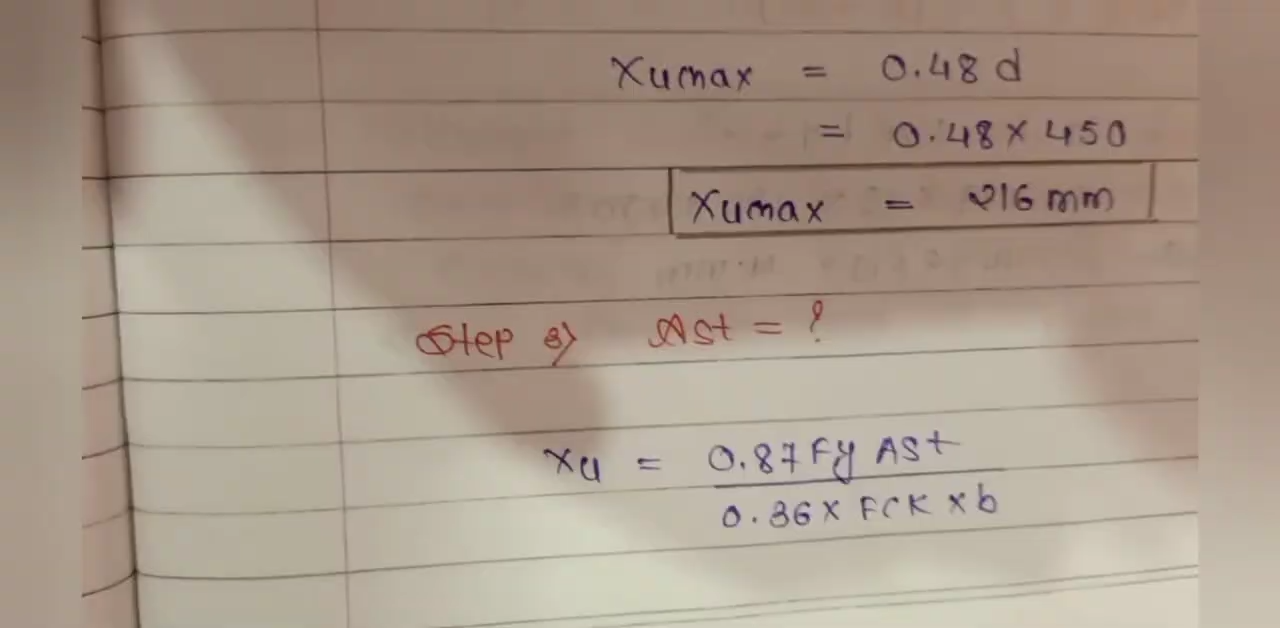 Xumax = 0.48 d
= 0.48 × 450
Xumax = 216 mm
Step 3) Ast = ?
xu = 0.87 Fy Ast
0.36 × FCK × b